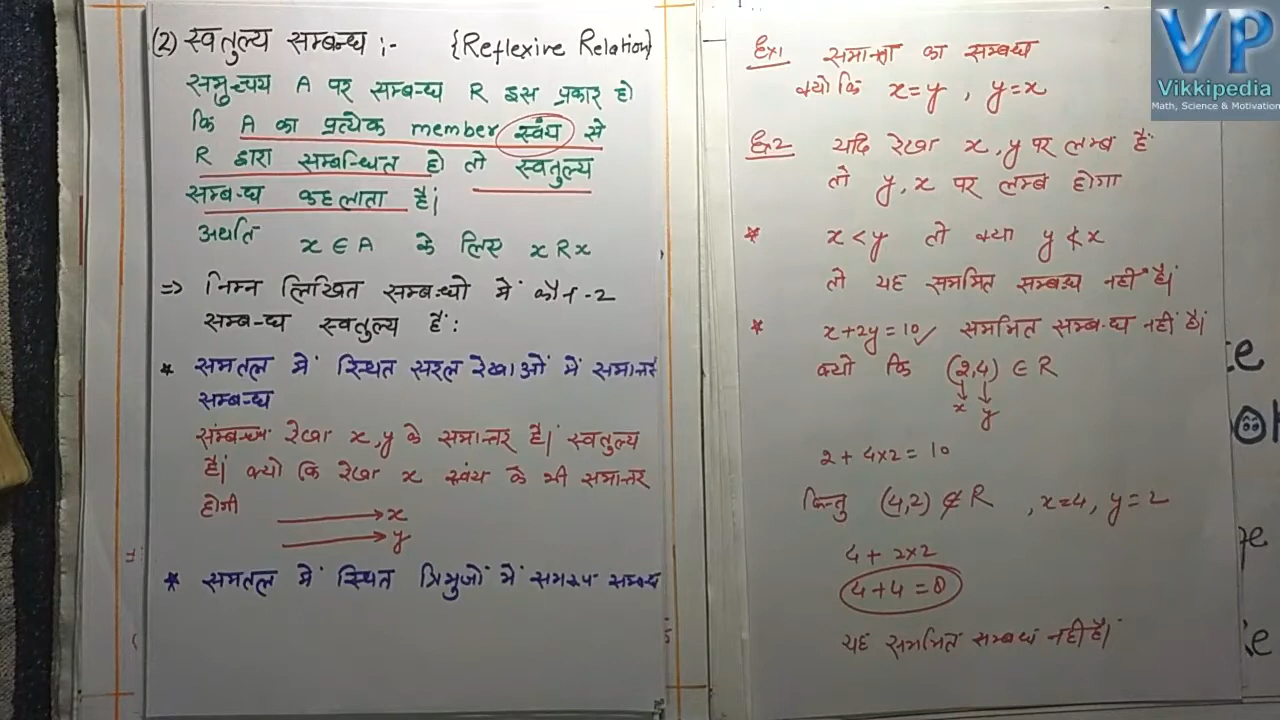 (2) स्वतुल्य सम्बन्ध :- {Reflexive Relation}
समुच्चय A पर सम्बन्ध R इस प्रकार हो
कि A का प्रत्येक member स्वंय से
R द्वारा सम्बन्धित हो तो स्वतुल्य
सम्बन्ध कहलाता है।
अर्थात x ∈ A के लिए x R x
⇒ निम्न लिखित सम्बन्धो में कौन-2
सम्बन्ध स्वतुल्य हैं:
* समतल में स्थित सरल रेखाओं में समान्तर
सम्बन्ध
संम्बन्ध रेखा x,y के समान्तर है। स्वतुल्य
है। क्यो कि रेखा x स्वंय के भी समान्तर
होगी
x
y
* समतल में स्थित त्रिभुजों में समरूप सम्बन्ध
Ex1 समानता का सम्बन्ध
क्यो कि x=y , y=x
Ex2 यदि रेखा x,y पर लम्ब है
तो y,x पर लम्ब होगा
* x<y तो क्या y≮x
तो यह सममित सम्बन्ध नहीं है।
* x+2y=10, सममित सम्बन्ध नहीं है।
क्यो कि (2,4) ∈ R
x y
2 + 4×2 = 10
किन्तु (4,2) ∉ R , x=4, y=2
4 + 2×2
4+4=8
यह सममित सम्बन्ध नही है।
VP
Vikkipedia
Math, Science & Motivation